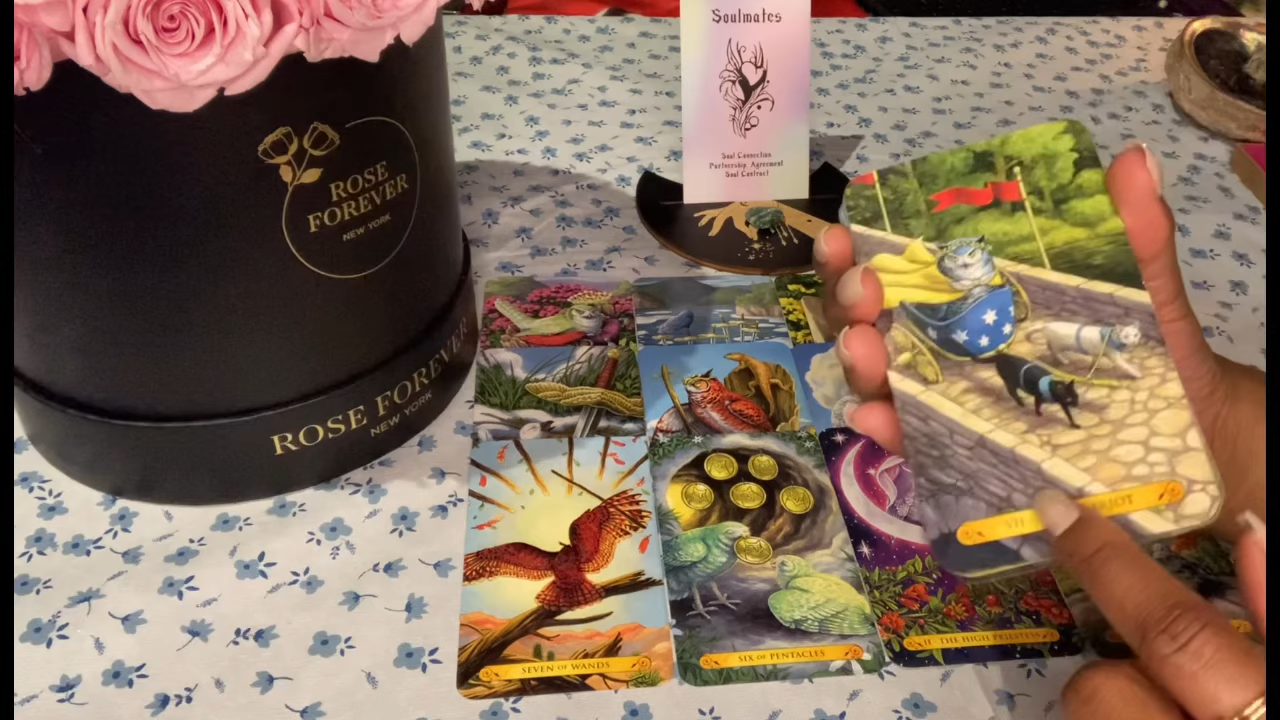 Soulmates
Soul Connection
Partnership Agreement
Soul Contract
ROSE
FOREVER
NEW YORK
ROSE FOREVER
NEW YORK
SEVEN OF WANDS
SIX OF PENTACLES
II THE HIGH PRIESTESS
VII